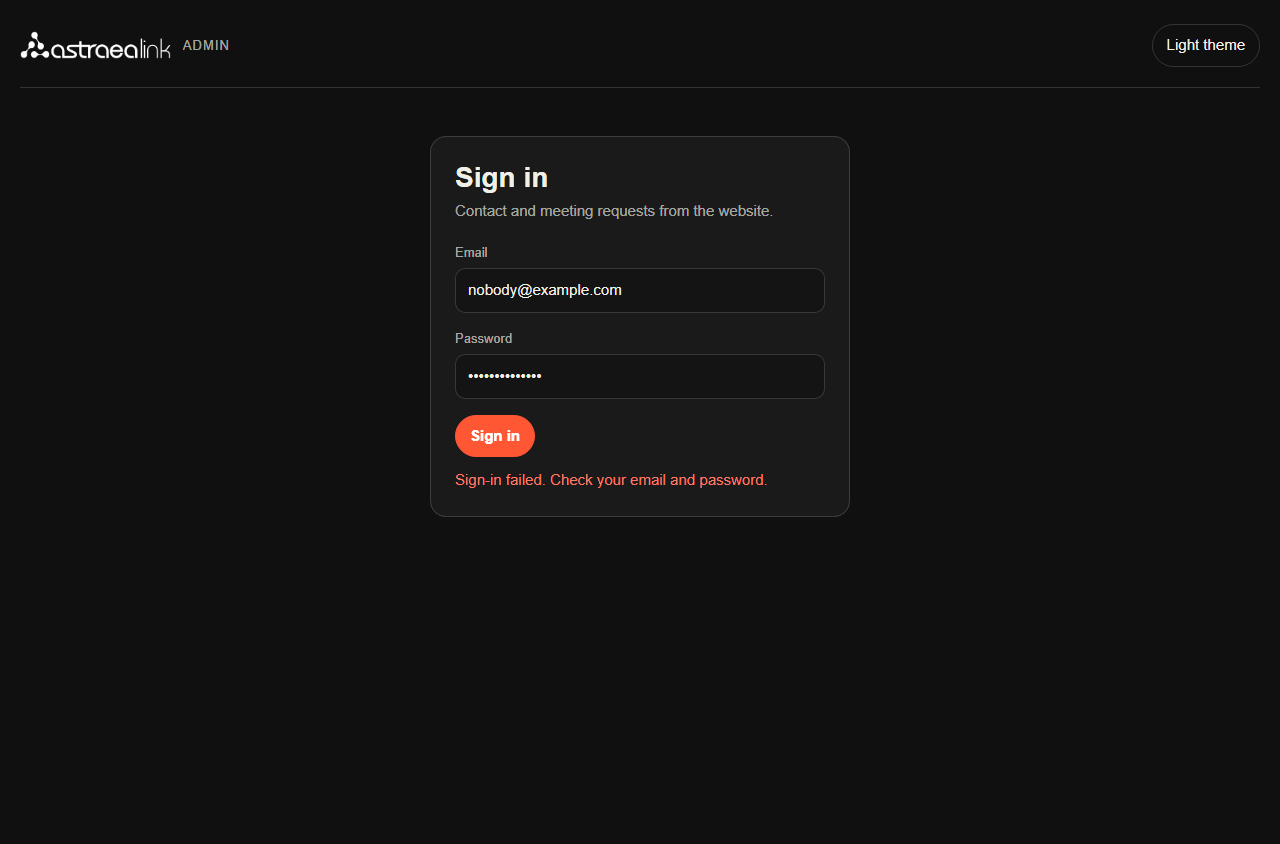 astraealink ADMIN
Light theme
Sign in
Contact and meeting requests from the website.
Email
nobody@example.com
Password
••••••••••••••
Sign in
Sign-in failed. Check your email and password.